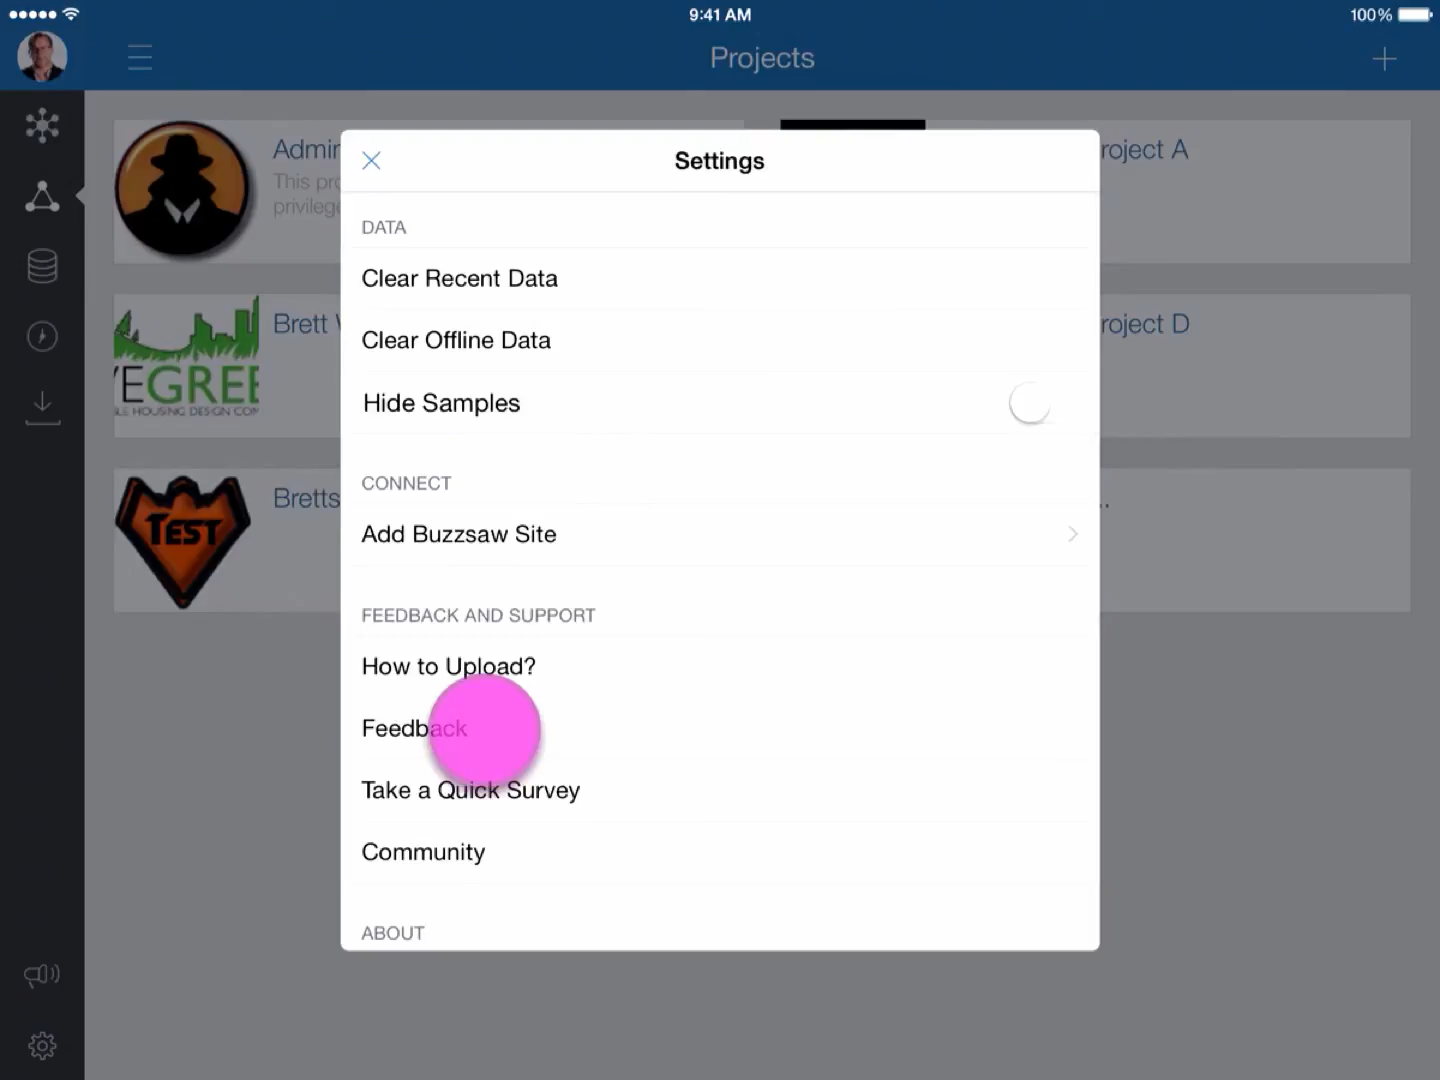 9:41 AM
100%
Projects
Settings
Admin
This pro
privilege
roject A
DATA
Clear Recent Data
Brett
roject D
Clear Offline Data
YEGREE
Hide Samples
CONNECT
Bretts
TEST
Add Buzzsaw Site
FEEDBACK AND SUPPORT
How to Upload?
Feedback
Take a Quick Survey
Community
ABOUT